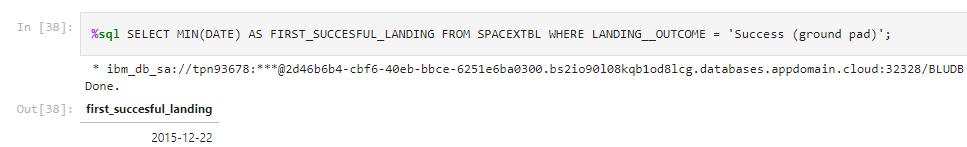 In [38]: %sql SELECT MIN(DATE) AS FIRST_SUCCESFUL_LANDING FROM SPACEXTBL WHERE LANDING__OUTCOME = 'Success (ground pad)';
* ibm_db_sa://tpn93678:***@2d46b6b4-cbf6-40eb-bbce-6251e6ba0300.bs2io90l08kqb1od8lcg.databases.appdomain.cloud:32328/BLUDB
Done.
Out[38]: first_succesful_landing
2015-12-22